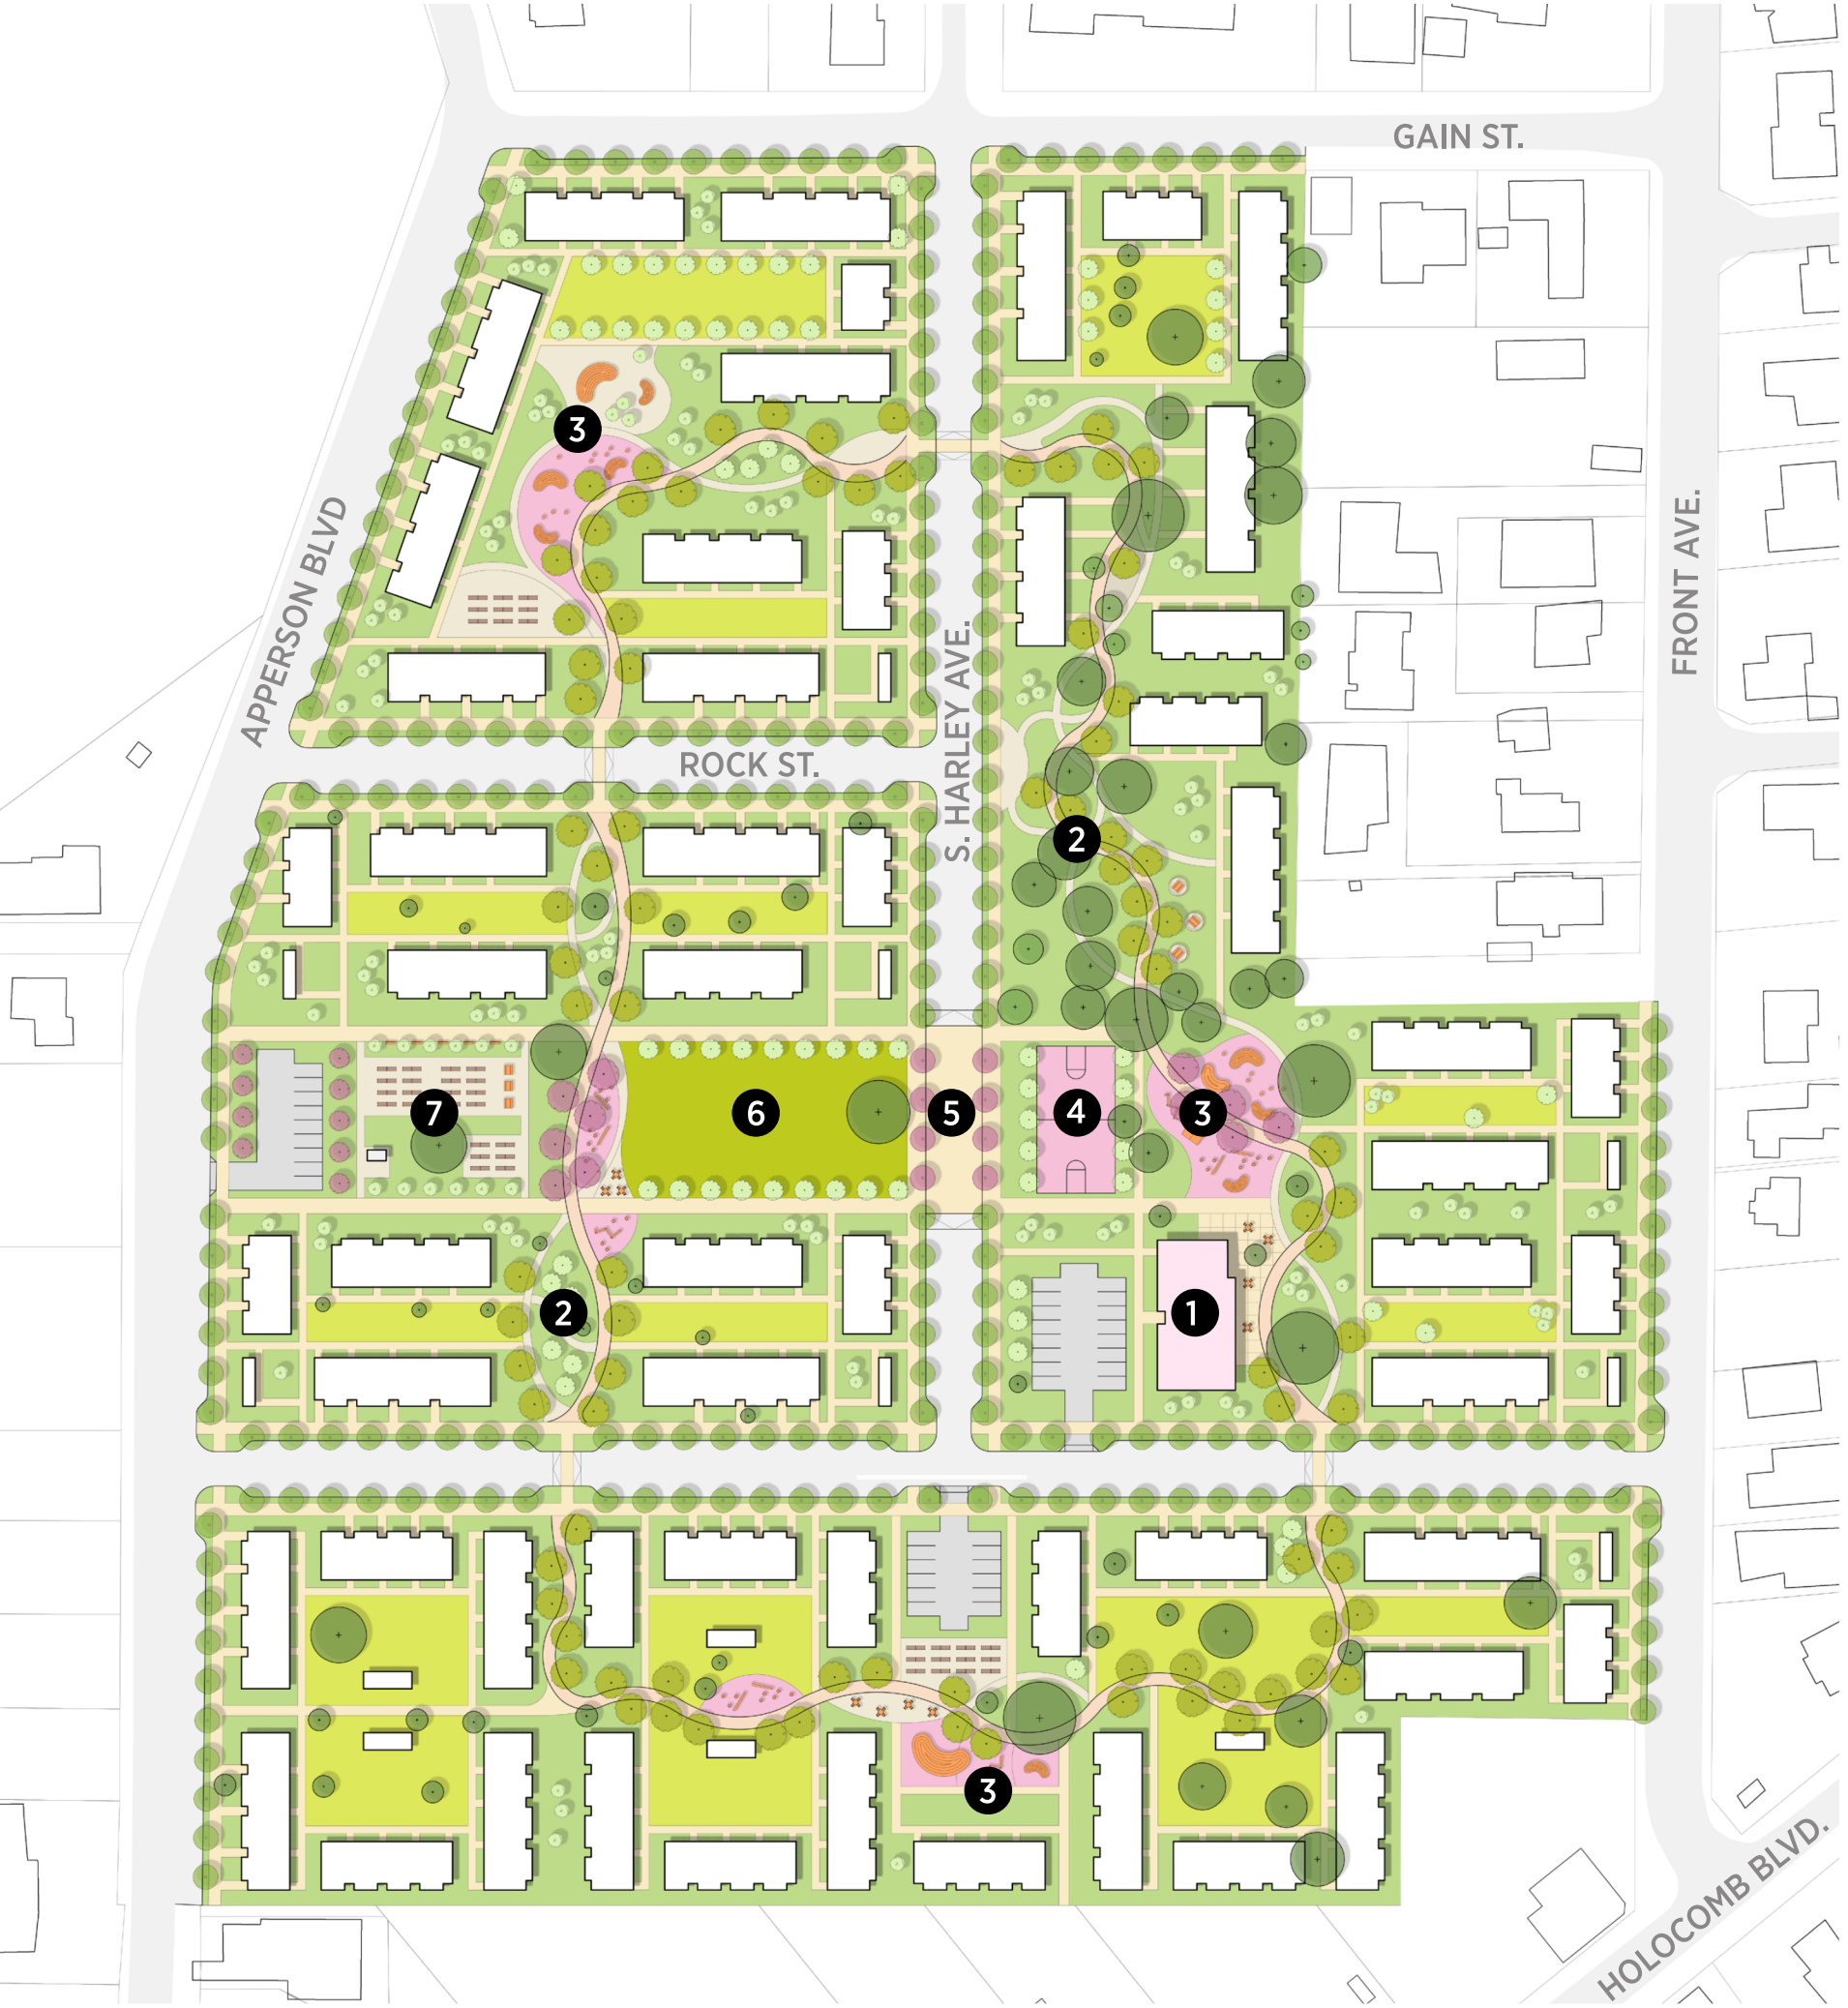 GAIN ST.
3
APPERSON BLVD
FRONT AVE.
S. HARLEY AVE.
ROCK ST.
2
7
6
5
4
3
2
1
3
HOLOCOMB BLVD.